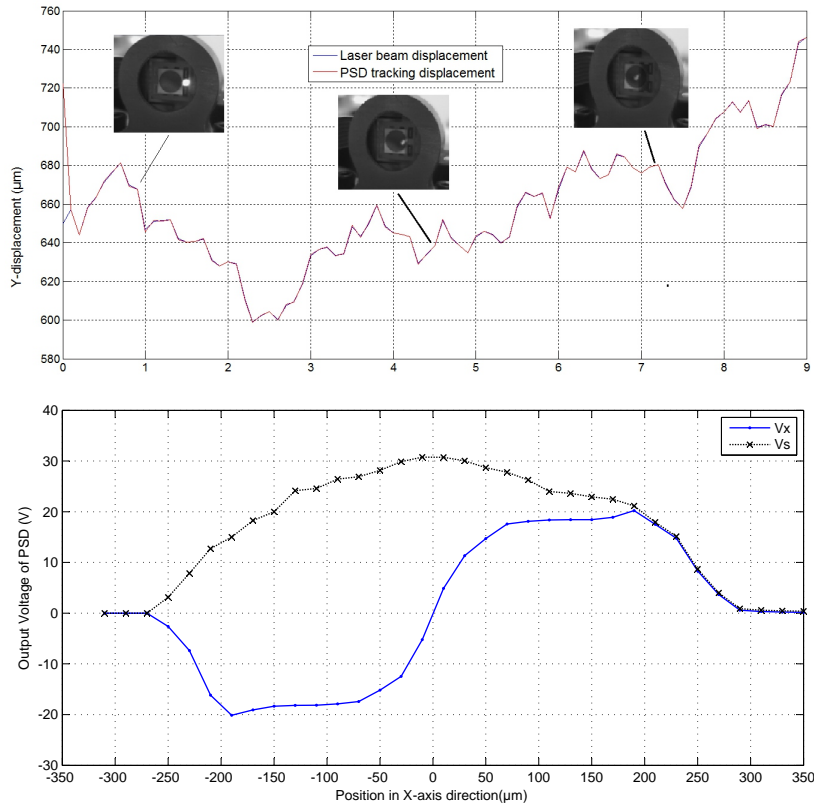 760
740
720
700
680
660
640
620
600
580
Y-displacement (µm)
Laser beam displacement
PSD tracking displacement
0 1 2 3 4 5 6 7 8 9
40
30
20
10
0
-10
-20
-30
Output Voltage of PSD (V)
Vx
Vs
-350 -300 -250 -200 -150 -100 -50 0 50 100 150 200 250 300 350
Position in X-axis direction(µm)